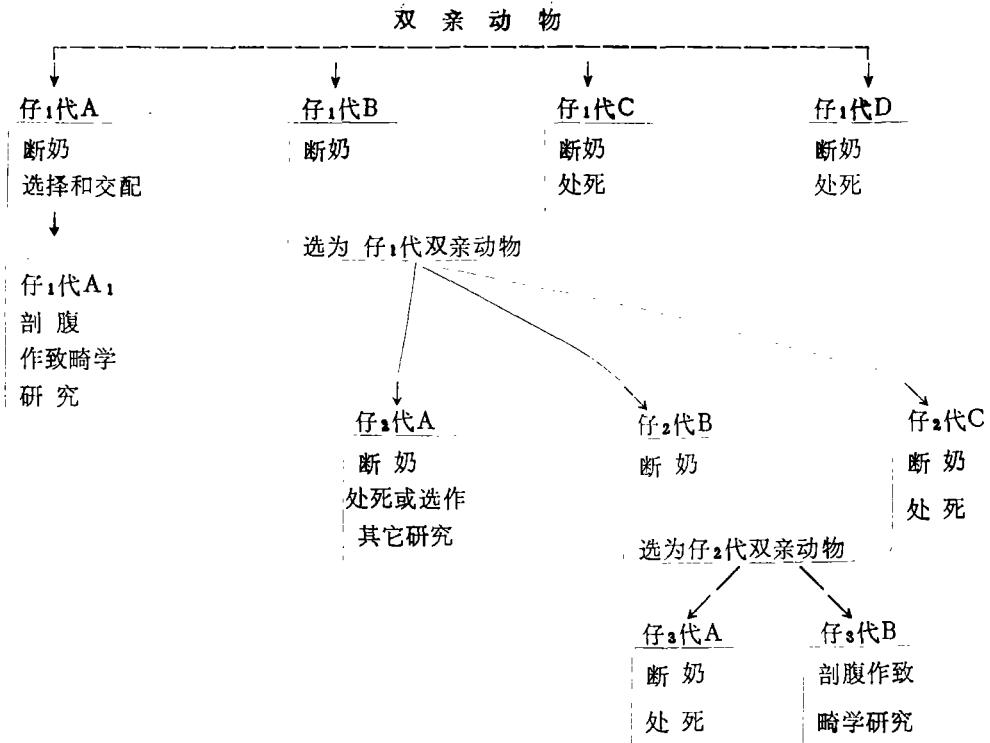 双亲动物
仔₁代A
断奶
选择和交配
仔₁代A₁
剖腹
作致畸学
研究
仔₁代B
断奶
选为 仔₁代双亲动物
仔₁代C
断奶
处死
仔₁代D
断奶
处死
仔₂代A
断奶
处死或选作
其它研究
仔₂代B
断奶
选为仔₂代双亲动物
仔₂代C
断奶
处死
仔₃代A
断奶
处死
仔₃代B
剖腹作致
畸学研究